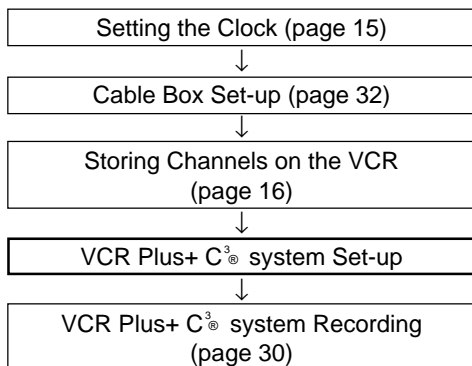 Setting the Clock (page 15)
↓
Cable Box Set-up (page 32)
↓
Storing Channels on the VCR
(page 16)
↓
VCR Plus+ C³® system Set-up
↓
VCR Plus+ C³® system Recording
(page 30)